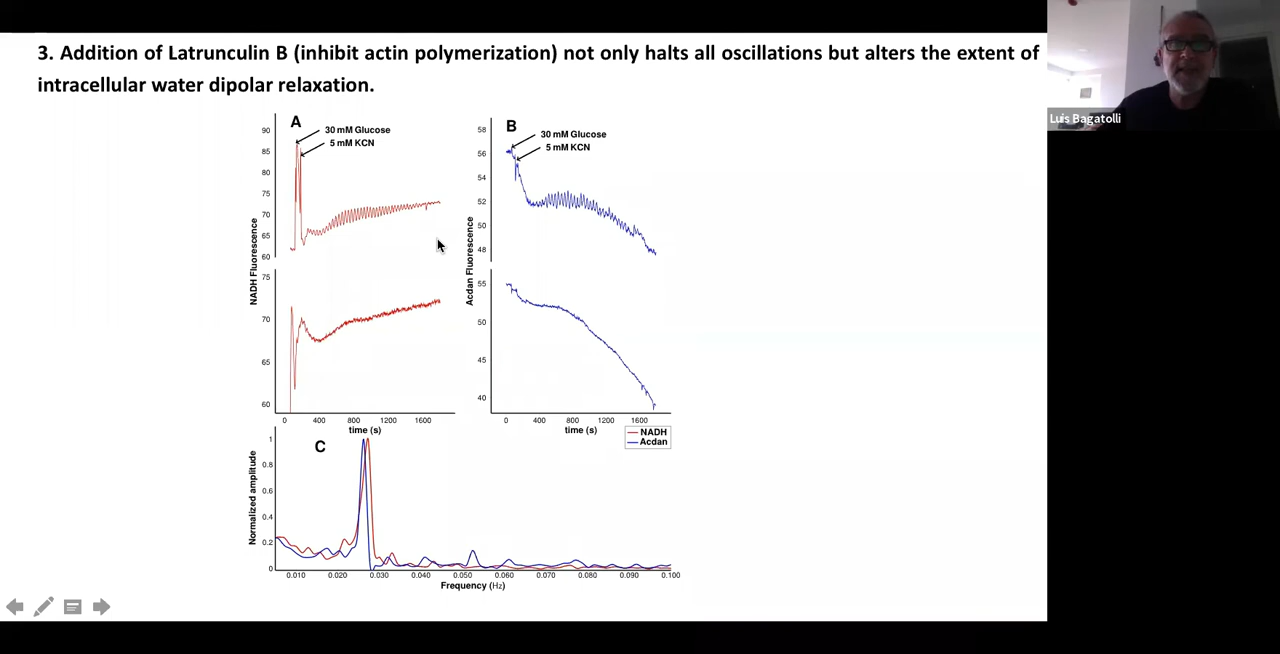 3. Addition of Latrunculin B (inhibit actin polymerization) not only halts all oscillations but alters the extent of
intracellular water dipolar relaxation.
Luis Bagatolli
A
30 mM Glucose
5 mM KCN
90
85
80
75
70
65
60
NADH Fluorescence
75
70
65
60
0 400 800 1200 1600
time (s)
B
30 mM Glucose
5 mM KCN
58
56
54
52
50
48
Acdan Fluorescence
55
50
45
40
0 400 800 1200 1600
time (s)
NADH
Acdan
C
Normalized amplitude
1
0.8
0.6
0.4
0.2
0
0.010 0.020 0.030 0.040 0.050 0.060 0.070 0.080 0.090 0.100
Frequency (Hz)